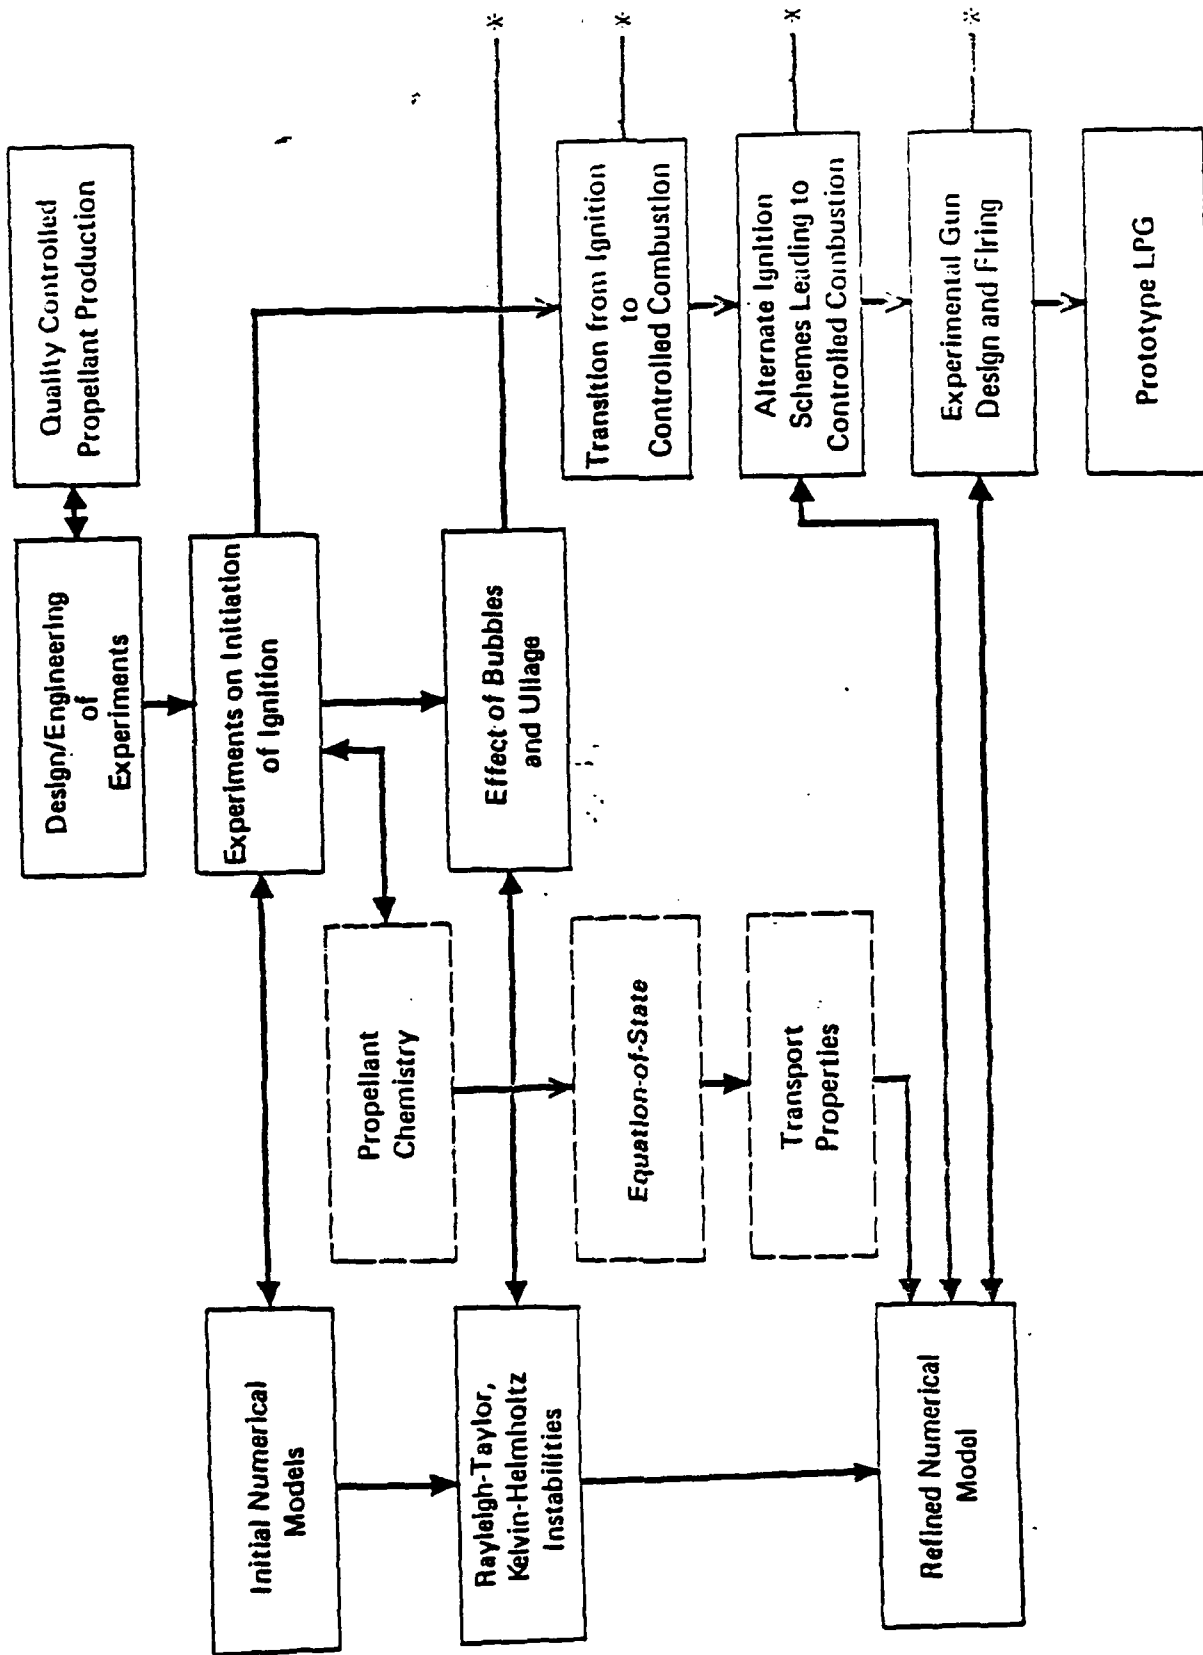 Quality Controlled
Propellant Production
Design/Engineering
of
Experiments
Experiments on Initiation
of Ignition
Initial Numerical
Models
Propellant
Chemistry
Effect of Bubbles
and Ullage
*
Rayleigh-Taylor,
Kelvin-Helmholtz
Instabilities
Equation-of-State
Transition from Ignition
to
Controlled Combustion
*
Transport
Properties
Alternate Ignition
Schemes Leading to
Controlled Combustion
*
Refined Numerical
Model
Experimental Gun
Design and Firing
*
Prototype LPG